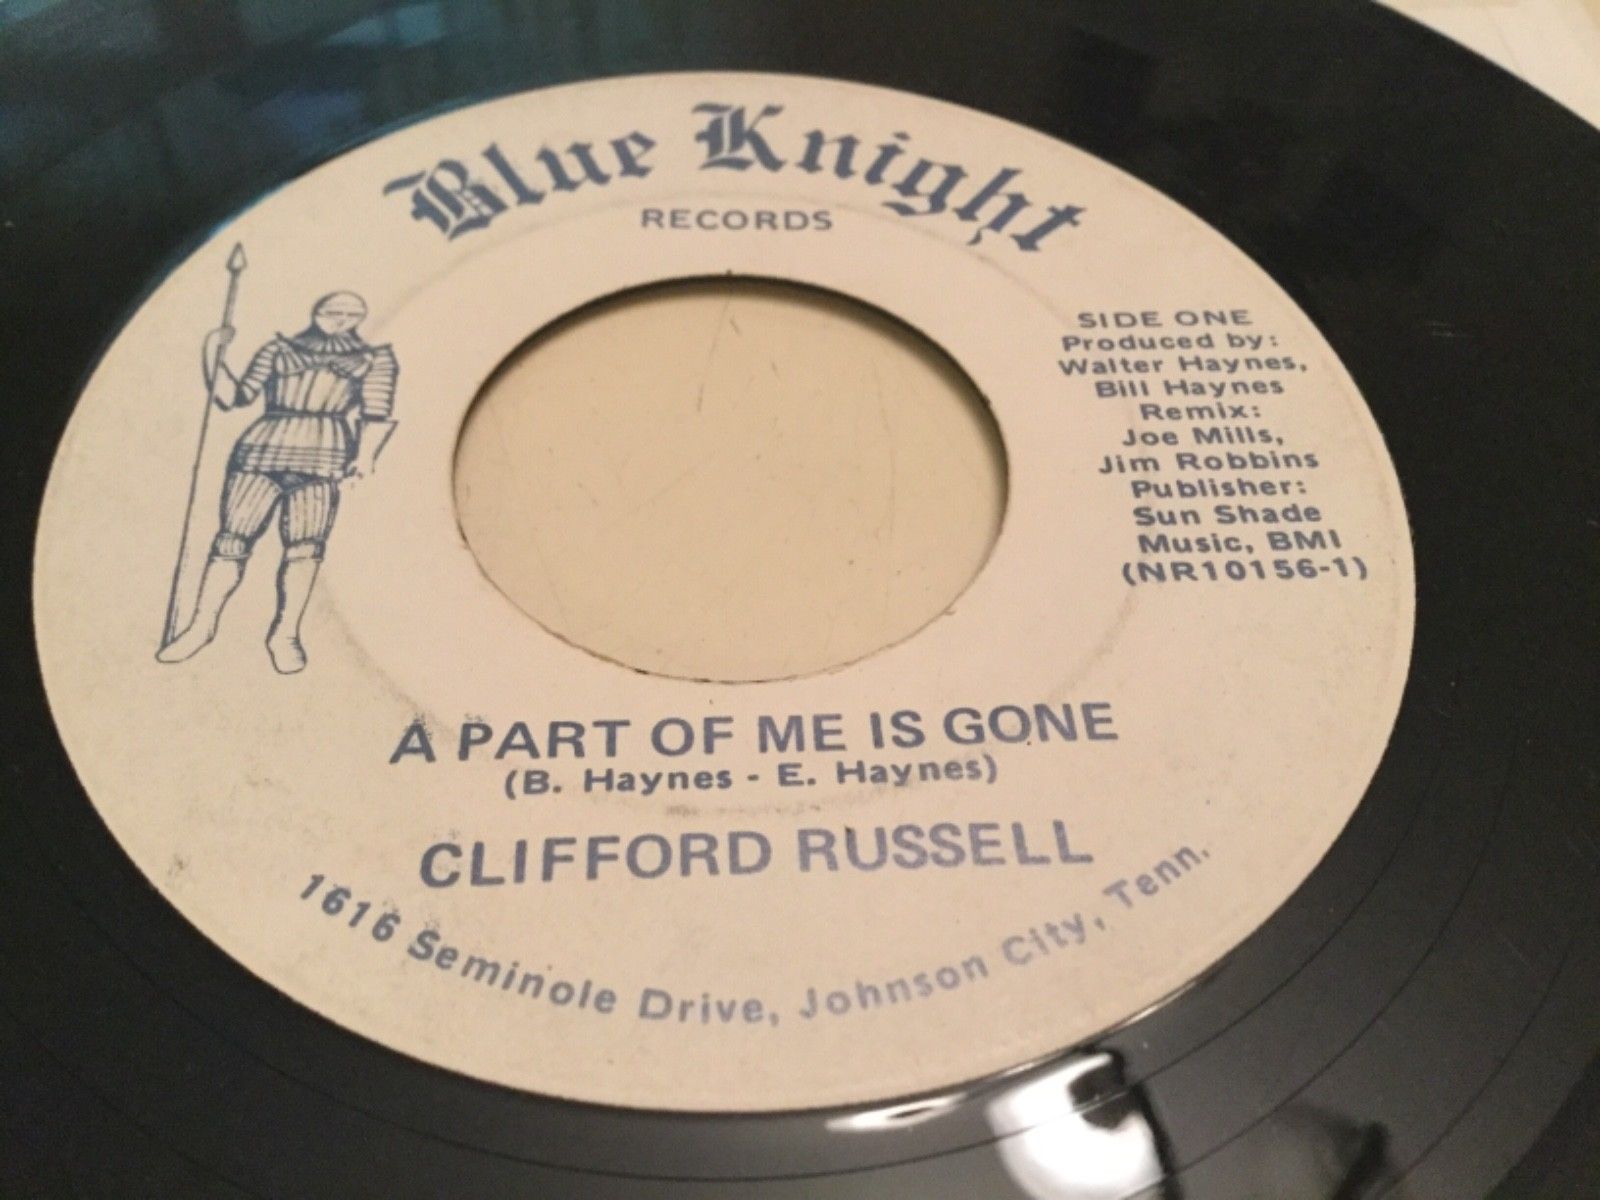 Blue Knight
RECORDS
SIDE ONE
Produced by:
Walter Haynes,
Bill Haynes
Remix:
Joe Mills,
Jim Robbins
Publisher:
Sun Shade
Music, BMI
(NR10156-1)
A PART OF ME IS GONE
(B. Haynes - E. Haynes)
CLIFFORD RUSSELL
1616 Seminole Drive, Johnson City, Tenn.